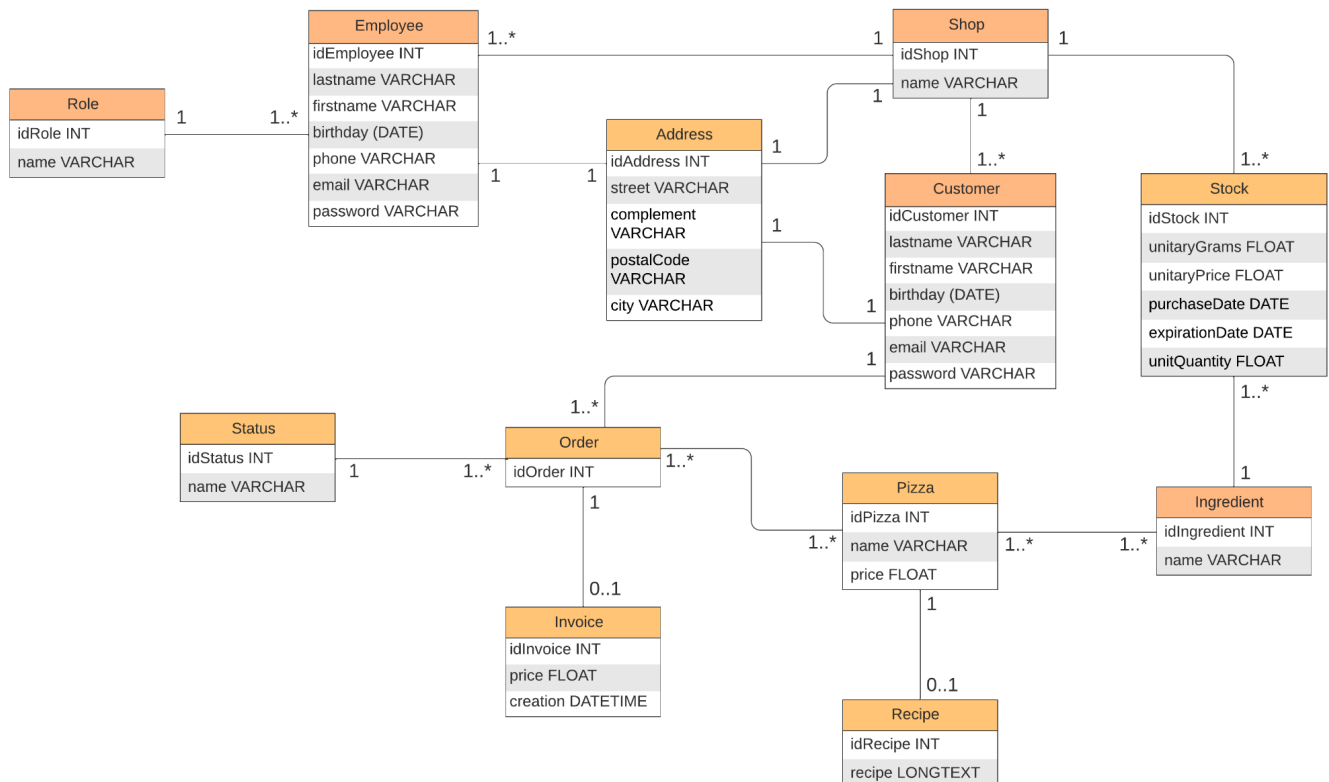 Employee
idEmployee INT
lastname VARCHAR
firstname VARCHAR
birthday (DATE)
phone VARCHAR
email VARCHAR
password VARCHAR
1..*
1
Shop
idShop INT
name VARCHAR
1
Role
idRole INT
name VARCHAR
1
1..*
1
1
Address
idAddress INT
street VARCHAR
complement
VARCHAR
postalCode
VARCHAR
city VARCHAR
1
1
1
1..*
1..*
Customer
idCustomer INT
lastname VARCHAR
firstname VARCHAR
birthday (DATE)
phone VARCHAR
email VARCHAR
password VARCHAR
1
1
1
Stock
idStock INT
unitaryGrams FLOAT
unitaryPrice FLOAT
purchaseDate DATE
expirationDate DATE
unitQuantity FLOAT
1..*
1
1..*
Status
idStatus INT
name VARCHAR
1
1..*
Order
idOrder INT
1..*
1
Pizza
idPizza INT
name VARCHAR
price FLOAT
1..*
1..*
1..*
Ingredient
idIngredient INT
name VARCHAR
0..1
Invoice
idInvoice INT
price FLOAT
creation DATETIME
1
0..1
Recipe
idRecipe INT
recipe LONGTEXT